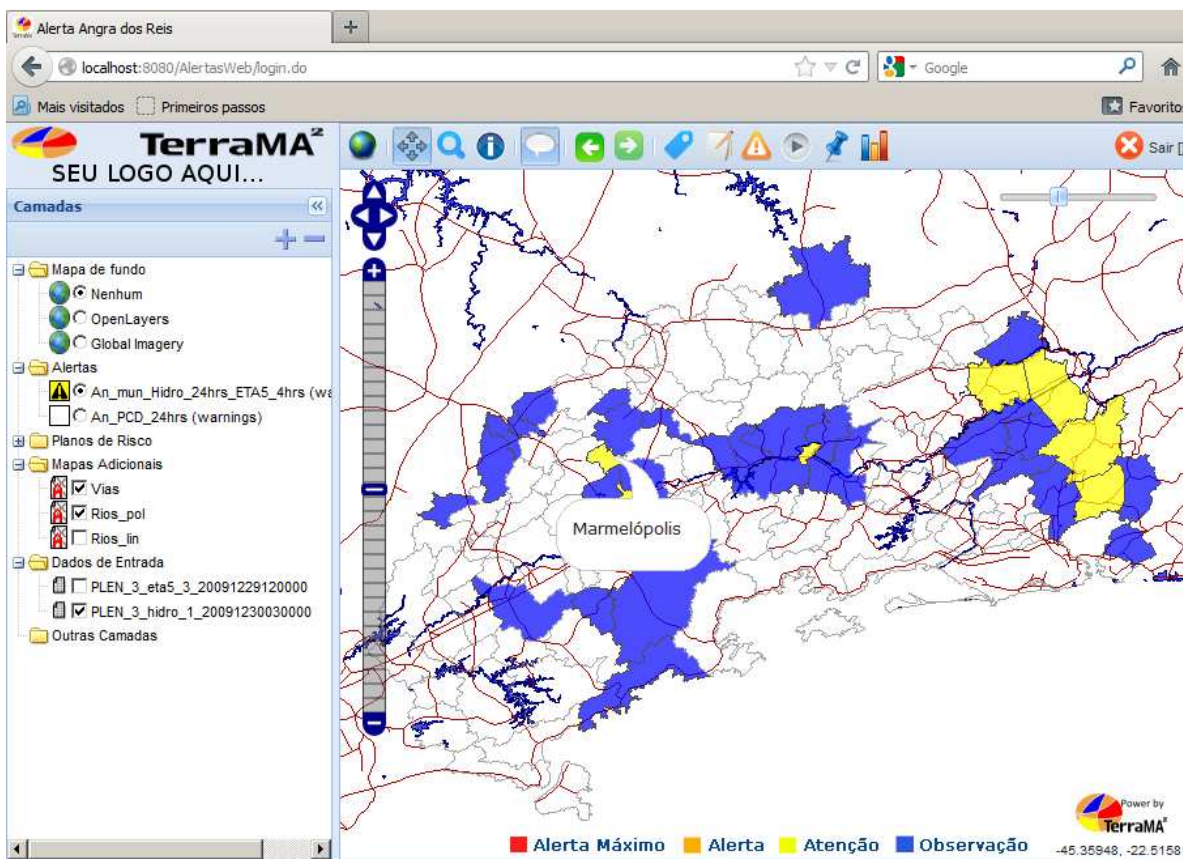 Alerta Angra dos Reis
localhost:8080/AlertasWeb/login.do
Google
Mais visitados
Primeiros passos
Favorito
TerraMA²
SEU LOGO AQUI...
Sair [
Camadas
Mapa de fundo
Nenhum
OpenLayers
Global Imagery
Alertas
An_mun_Hidro_24hrs_ETA5_4hrs (wa
An_PCD_24hrs (warnings)
Planos de Risco
Mapas Adicionais
Vias
Rios_pol
Rios_lin
Dados de Entrada
PLEN_3_eta5_3_20091229120000
PLEN_3_hidro_1_20091230030000
Outras Camadas
Marmelópolis
Alerta Máximo
Alerta
Atenção
Observação
Power by
TerraMA²
-45.35948, -22.5158